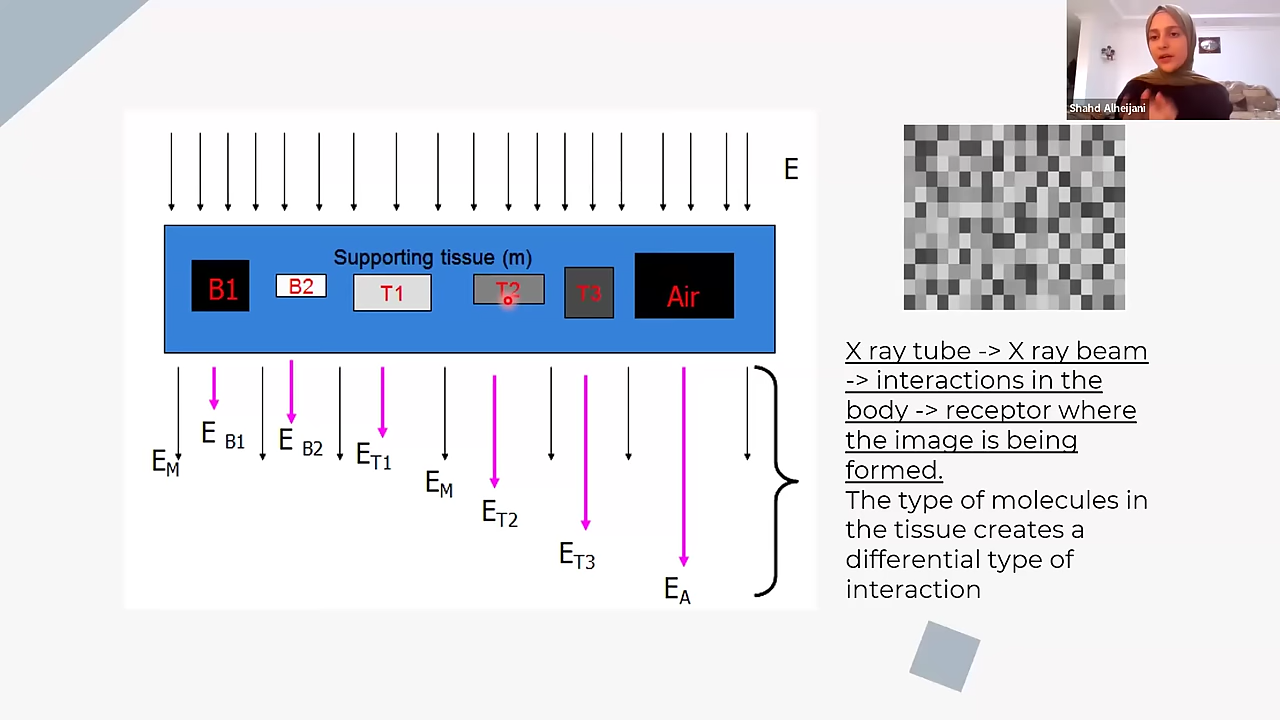 Shahd Alheijani
E
Supporting tissue (m)
B1
B2
T1
T2
T3
Air
E B1
E B2
ET1
EM
EM
ET2
ET3
EA
X ray tube -> X ray beam
-> interactions in the
body -> receptor where
the image is being
formed.
The type of molecules in
the tissue creates a
differential type of
interaction